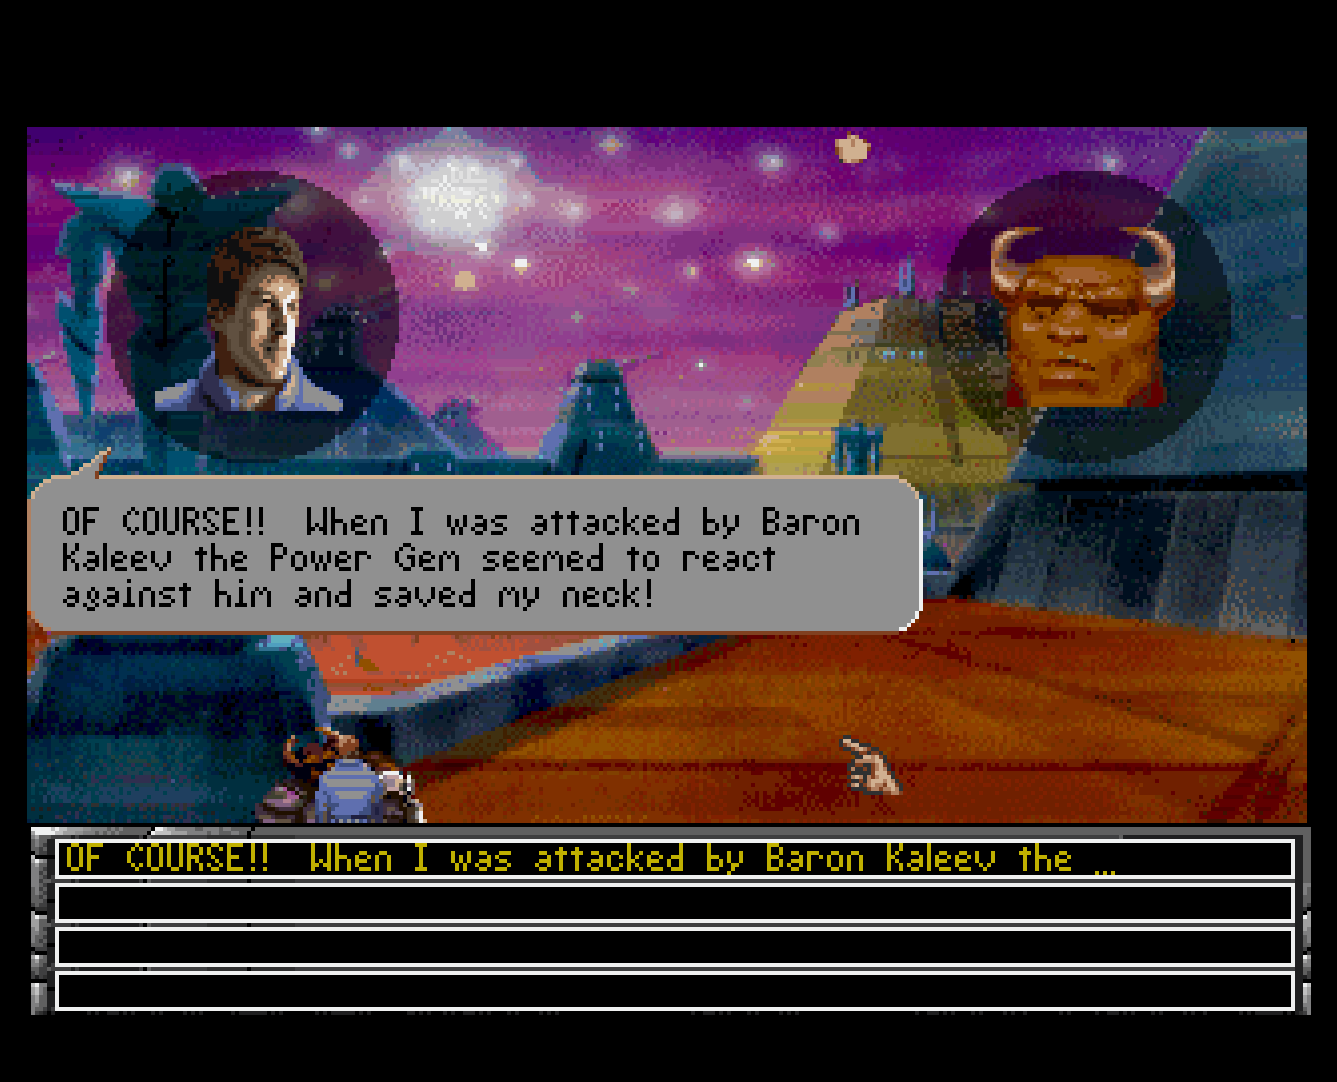 OF COURSE!!  When I was attacked by Baron
Kaleev the Power Gem seemed to react
against him and saved my neck!
OF COURSE!!  When I was attacked by Baron Kaleev the ...